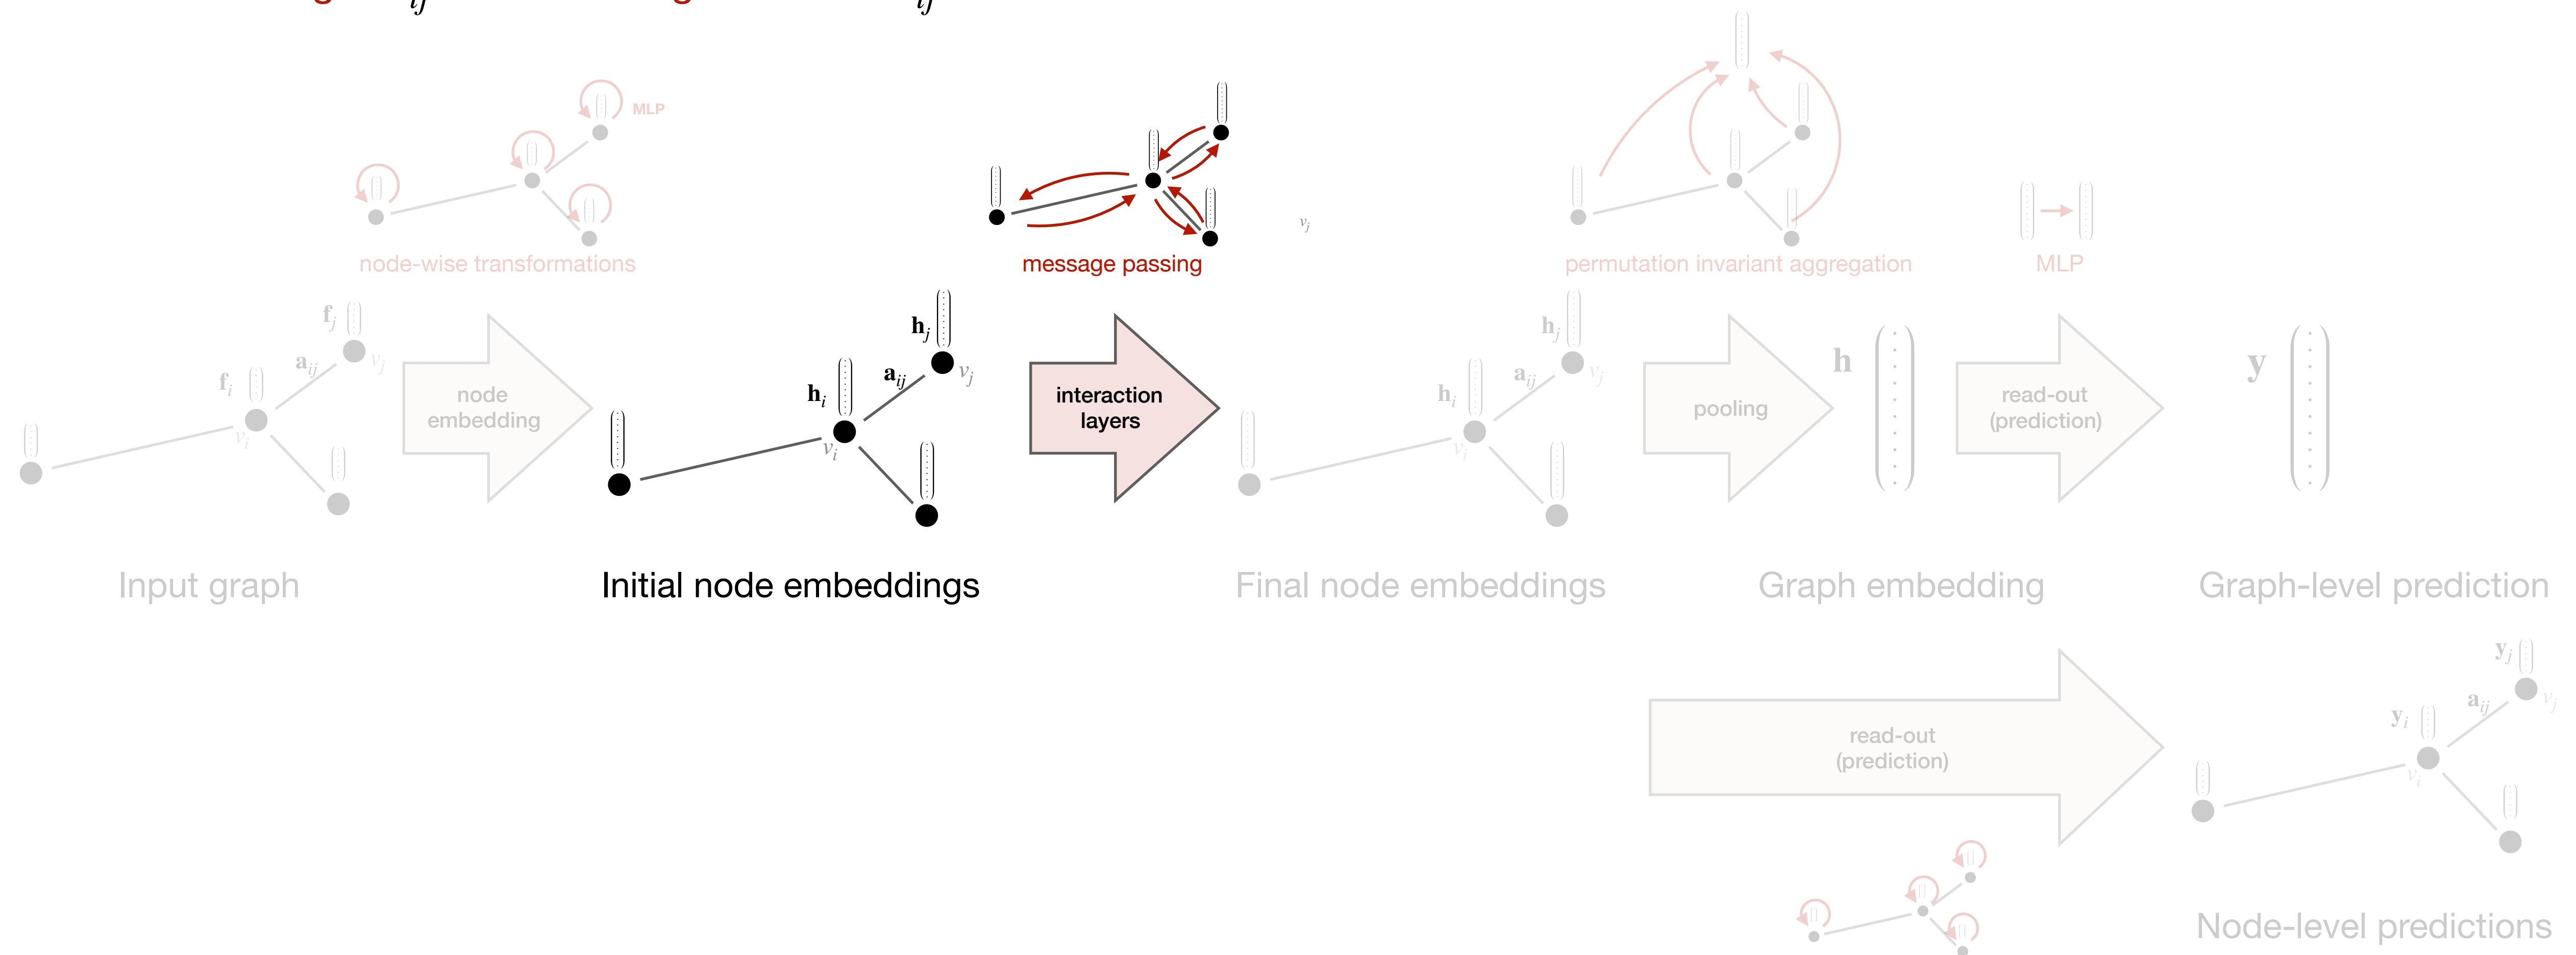 g ij g ij
MLP
node-wise transformations
message passing
v_j
permutation invariant aggregation
MLP
f_j
a_ij
v_j
f_i
v_i
node
embedding
h_j
a_ij
v_j
h_i
v_i
interaction
layers
h_j
a_ij
v_j
h_i
v_i
pooling
h
read-out
(prediction)
y
Input graph
Initial node embeddings
Final node embeddings
Graph embedding
Graph-level prediction
read-out
(prediction)
y_j
a_ij
v_j
y_i
v_i
Node-level predictions